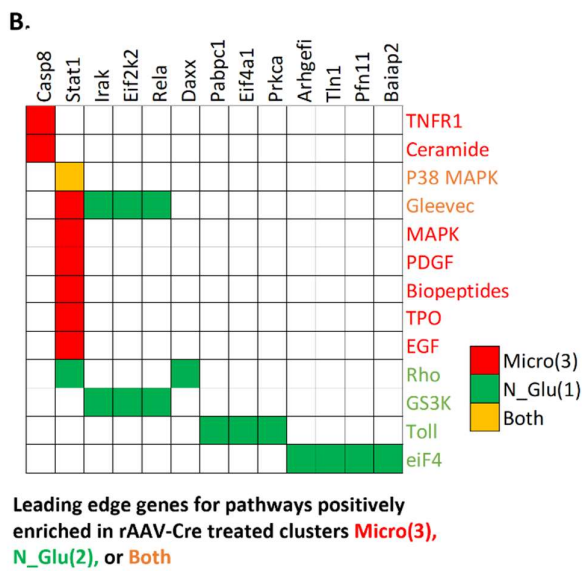 B.
Casp8 Stat1 Irak Eif2k2 Rela Daxx Pabpc1 Eif4a1 Prkca Arhgefi Tln1 Pfn11 Baiap2
TNFR1
Ceramide
P38 MAPK
Gleevec
MAPK
PDGF
Biopeptides
TPO
EGF
Rho
GS3K
Toll
eiF4
Micro(3)
N_Glu(1)
Both
Leading edge genes for pathways positively
enriched in rAAV-Cre treated clusters Micro(3),
N_Glu(2), or Both